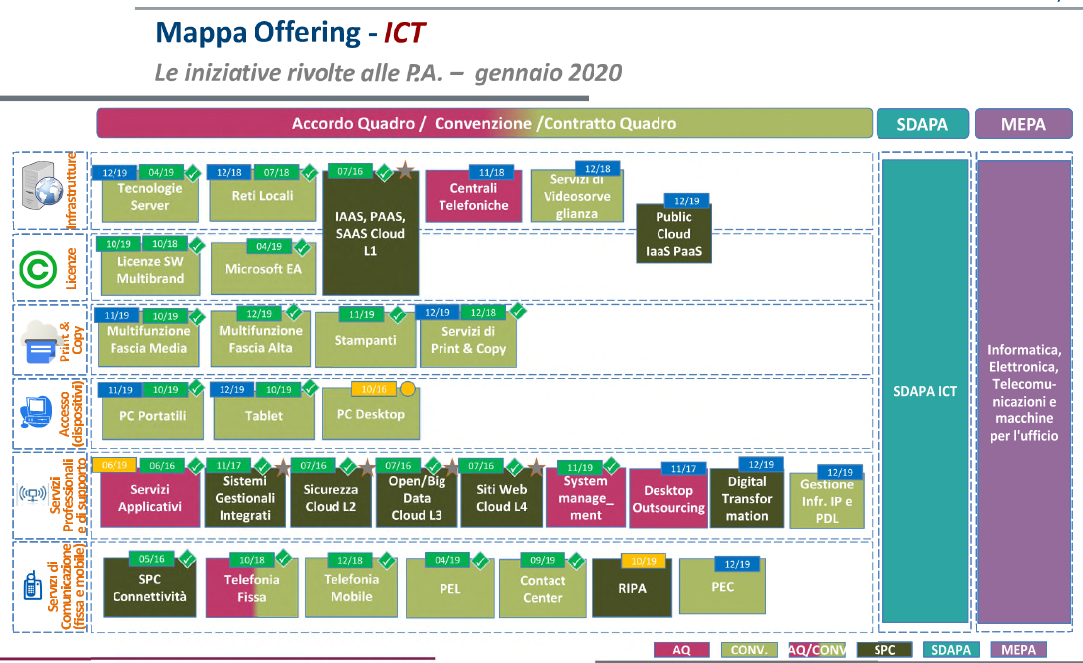 Mappa Offering - ICT
Le iniziative rivolte alle P.A. – gennaio 2020
Accordo Quadro / Convenzione /Contratto Quadro
SDAPA
MEPA
Infrastrutture
12/19 04/19
Tecnologie
Server
12/18 07/18
Reti Locali
07/16
IAAS, PAAS,
SAAS Cloud
L1
11/18
Centrali
Telefoniche
12/18
Servizi di
Videosorve
glianza
12/19
Public
Cloud
IaaS PaaS
Licenze
10/19 10/18
Licenze SW
Multibrand
04/19
Microsoft EA
Print &
Copy
11/19 10/19
Multifunzione
Fascia Media
12/19
Multifunzione
Fascia Alta
11/19
Stampanti
12/19 12/18
Servizi di
Print & Copy
Accesso
(dispositivi)
11/19 10/19
PC Portatili
12/19 10/19
Tablet
10/16
PC Desktop
Servizi
Professionali
e di supporto
06/19 06/16
Servizi
Applicativi
11/17
Sistemi
Gestionali
Integrati
07/16
Sicurezza
Cloud L2
07/16
Open/Big
Data
Cloud L3
07/16
Siti Web
Cloud L4
11/19
System
manage_
ment
11/17
Desktop
Outsourcing
12/19
Digital
Transfor
mation
12/19
Gestione
Infr. IP e
PDL
Servizi di
Comunicazione
(fissa e mobile)
05/16
SPC
Connettività
10/18
Telefonia
Fissa
12/18
Telefonia
Mobile
04/19
PEL
09/19
Contact
Center
10/19
RIPA
12/19
PEC
SDAPA ICT
Informatica,
Elettronica,
Telecomu-
nicazioni e
macchine
per l'ufficio
AQ
CONV.
AQ/CONV
SPC
SDAPA
MEPA